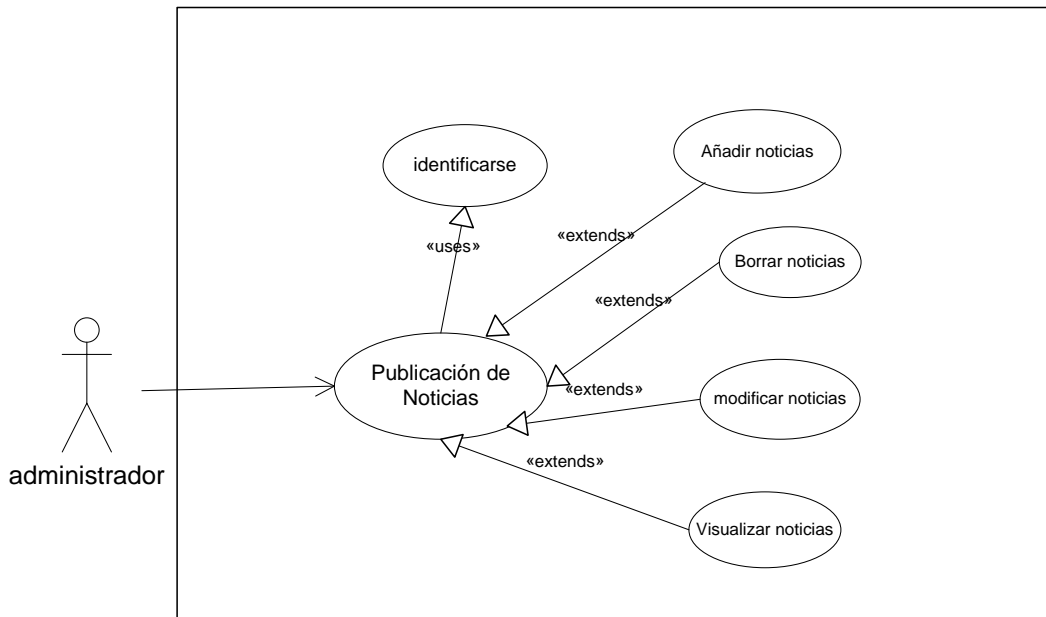 Añadir noticias
identificarse
«extends»
«uses»
Borrar noticias
«extends»
Publicación de
Noticias
«extends»
modificar noticias
«extends»
administrador
Visualizar noticias